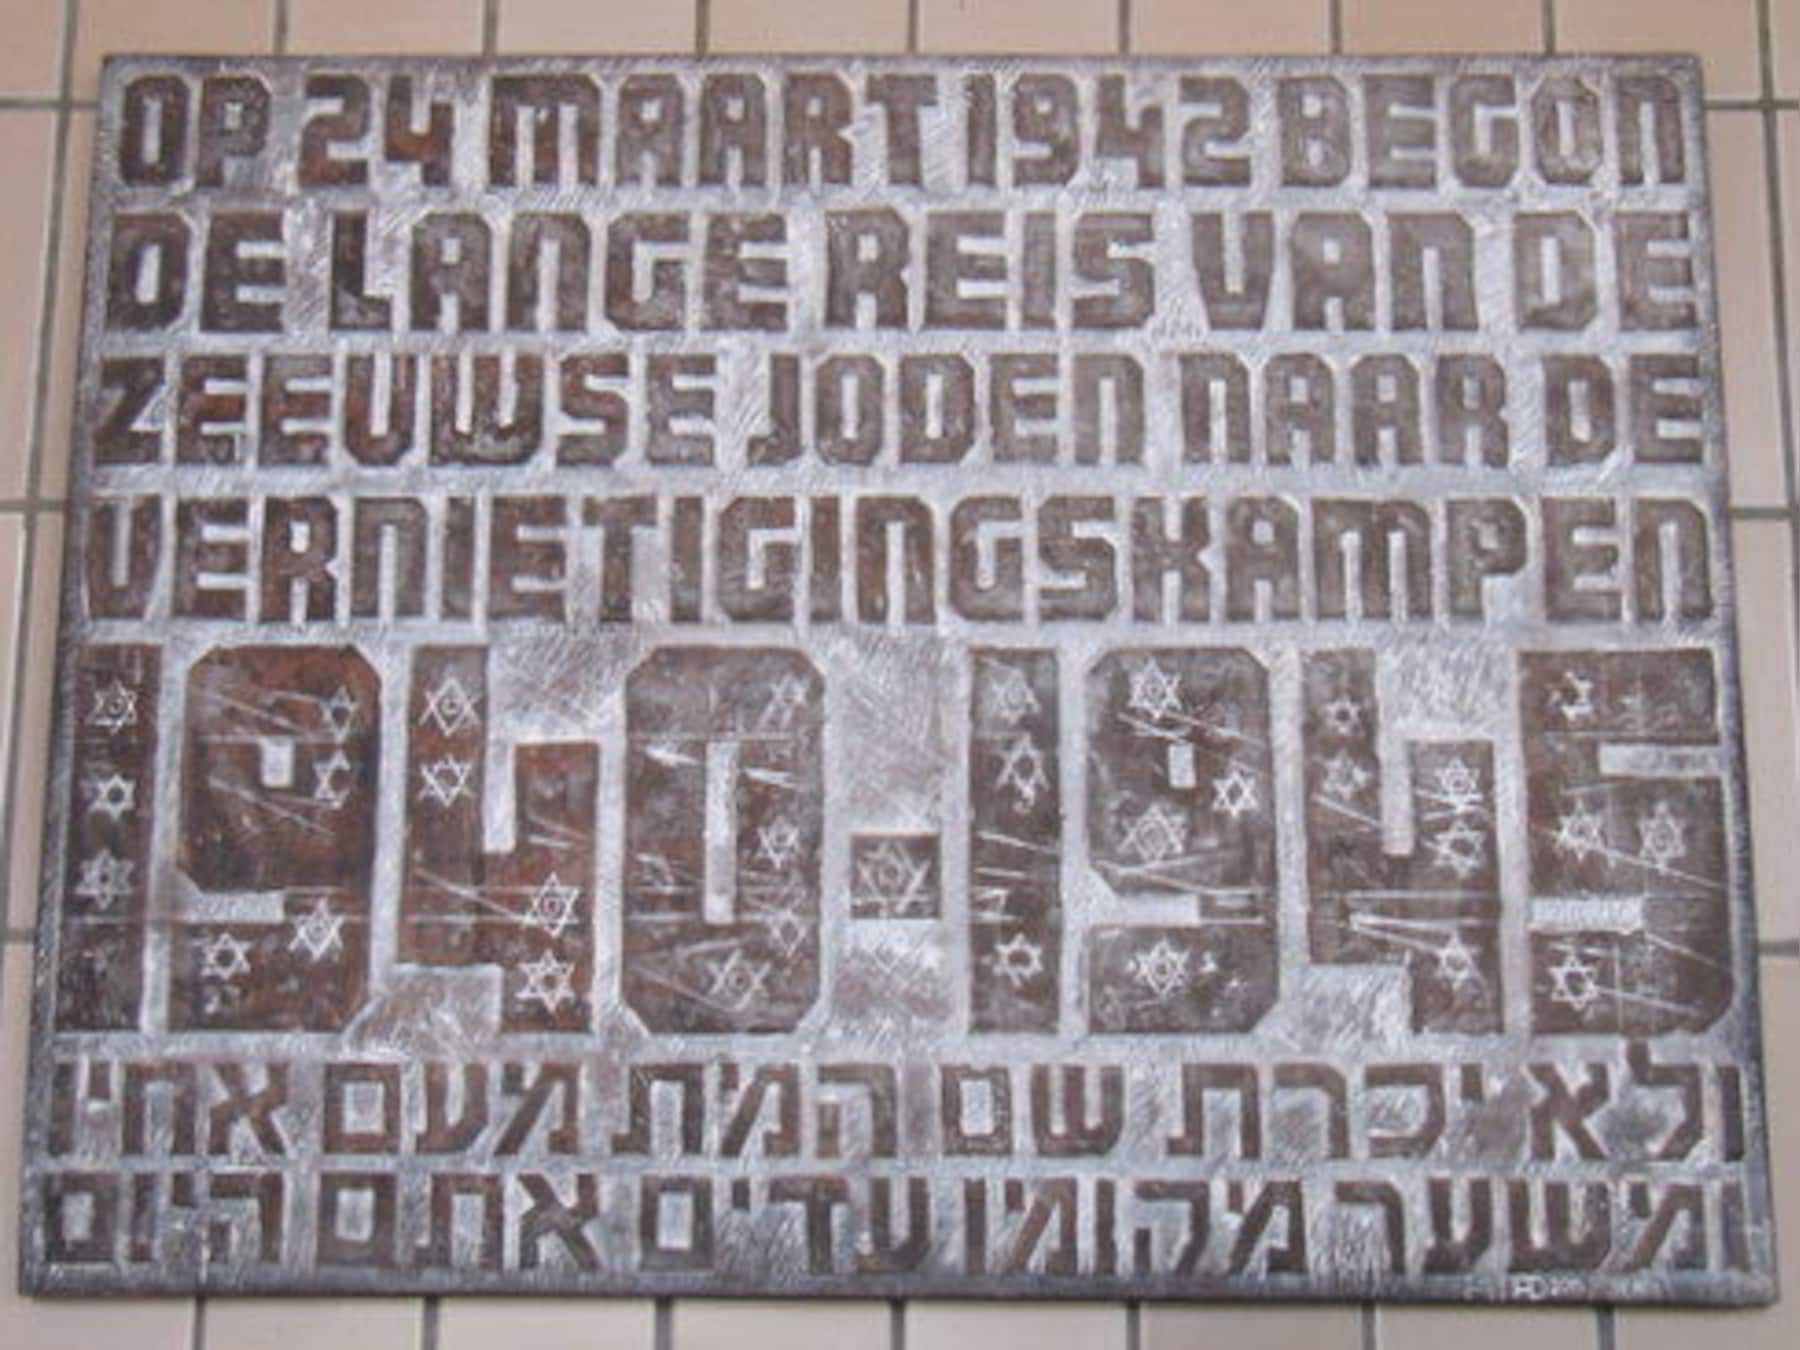 OP 24 MAART 1942 BEGON
DE LANGE REIS VAN DE
ZEEUWSE JODEN NAAR DE
VERNIETIGINGSKAMPEN
1940-1945
ולא יכרת שם המת מעם אחיו
ומשער מקומו עדים אתם היום